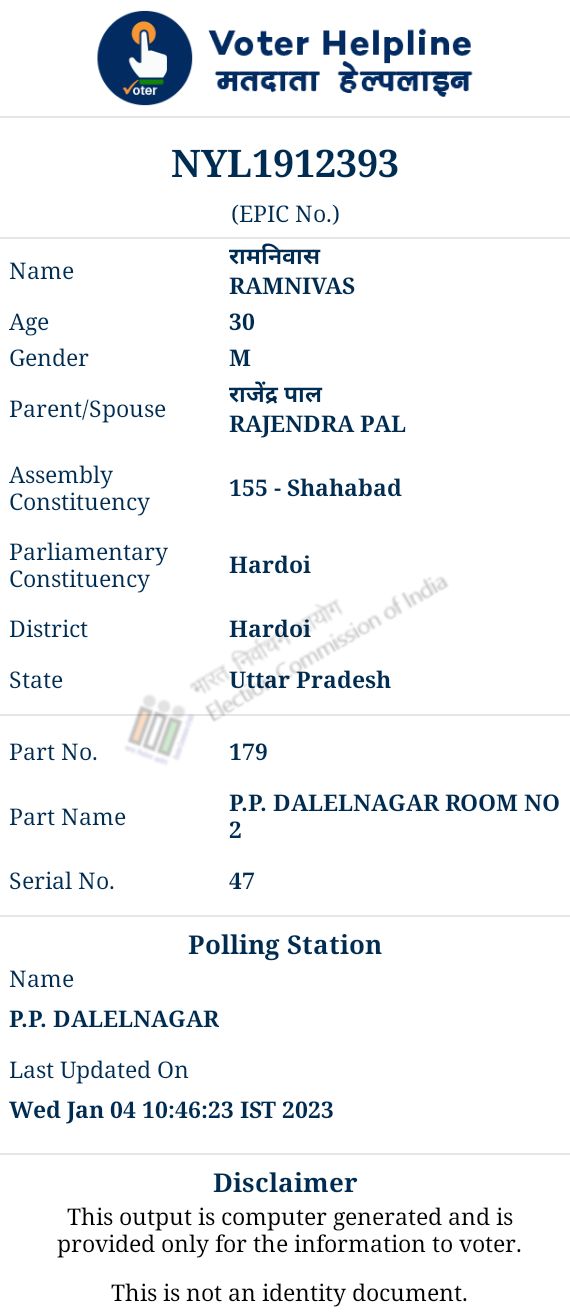 Voter Helpline
मतदाता हेल्पलाइन
Voter
NYL1912393
(EPIC No.)
Name रामनिवास
RAMNIVAS
Age 30
Gender M
Parent/Spouse राजेंद्र पाल
RAJENDRA PAL
Assembly
Constituency 155 - Shahabad
Parliamentary
Constituency Hardoi
District Hardoi
State Uttar Pradesh
भारत निर्वाचन आयोग
Election Commission of India
Part No. 179
Part Name P.P. DALELNAGAR ROOM NO
2
Serial No. 47
Polling Station
Name
P.P. DALELNAGAR
Last Updated On
Wed Jan 04 10:46:23 IST 2023
Disclaimer
This output is computer generated and is
provided only for the information to voter.
This is not an identity document.